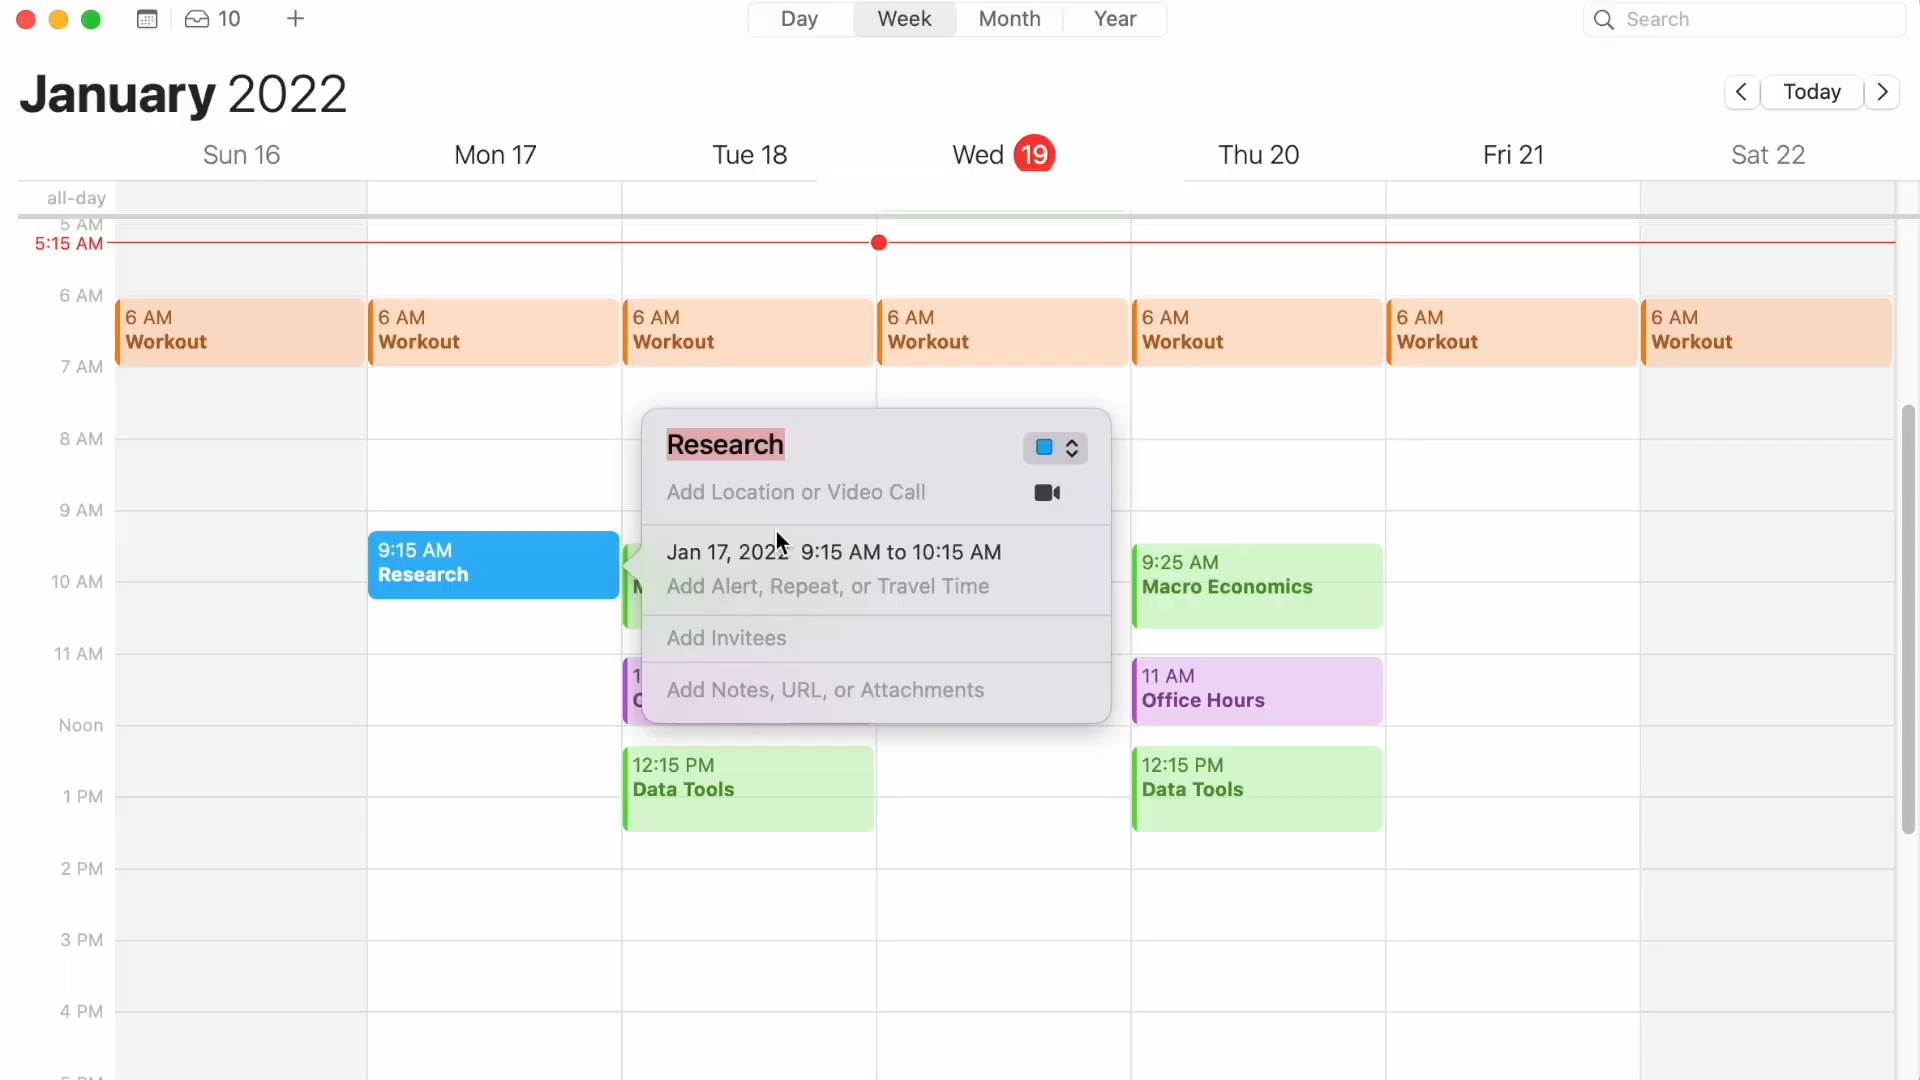 10
Day
Week
Month
Year
Search
January 2022
Today
Sun 16
Mon 17
Tue 18
Wed 19
Thu 20
Fri 21
Sat 22
all-day
5 AM
5:15 AM
6 AM
7 AM
8 AM
9 AM
10 AM
11 AM
Noon
1 PM
2 PM
3 PM
4 PM
6 AM
Workout
6 AM
Workout
6 AM
Workout
6 AM
Workout
6 AM
Workout
6 AM
Workout
6 AM
Workout
9:15 AM
Research
Research
Add Location or Video Call
Jan 17, 2022 9:15 AM to 10:15 AM
Add Alert, Repeat, or Travel Time
Add Invitees
Add Notes, URL, or Attachments
12:15 PM
Data Tools
9:25 AM
Macro Economics
11 AM
Office Hours
12:15 PM
Data Tools